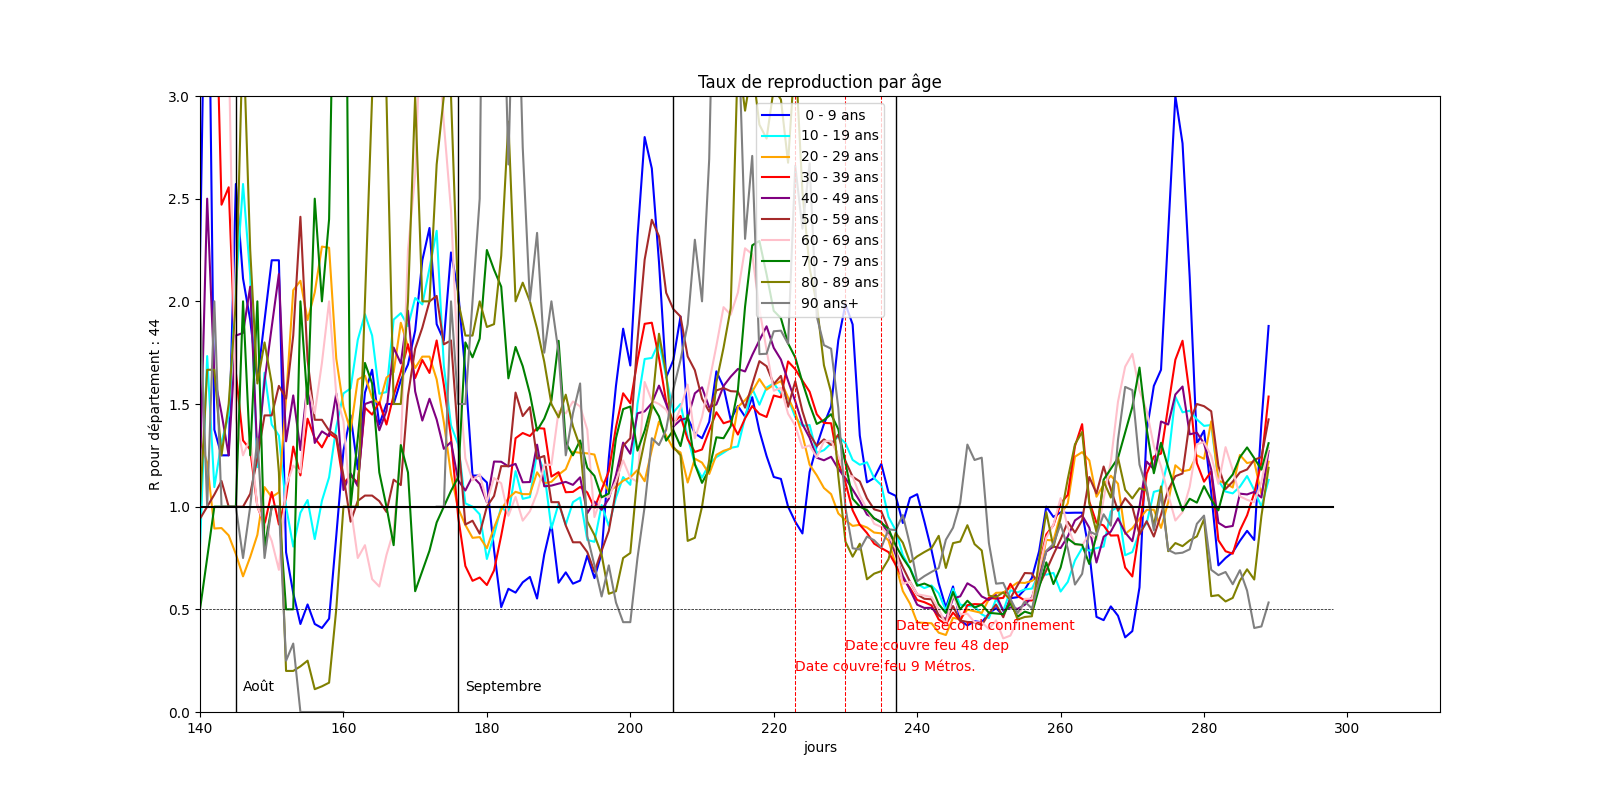 Taux de reproduction par âge
3.0
2.5
2.0
1.5
1.0
0.5
0.0
R pour département : 44
0 - 9 ans
10 - 19 ans
20 - 29 ans
30 - 39 ans
40 - 49 ans
50 - 59 ans
60 - 69 ans
70 - 79 ans
80 - 89 ans
90 ans+
Date second confinement
Date couvre feu 48 dep
Date couvre feu 9 Métros.
Août
Septembre
140 160 180 200 220 240 260 280 300
jours